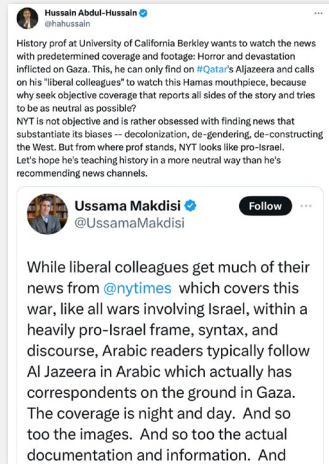 Hussain Abdul-Hussain
@hahussain
History prof at University of California Berkley wants to watch the news
with predetermined coverage and footage: Horror and devastation
inflicted on Gaza. This, he can only find on #Qatar's Aljazeera and calls
on his "liberal colleagues" to watch this Hamas mouthpiece, because
why seek objective coverage that reports all sides of the story and tries
to be as neutral as possible?
NYT is not objective and is rather obsessed with finding news that
substantiate its biases -- decolonization, de-gendering, de-constructing
the West. But from where prof stands, NYT looks like pro-Israel.
Let's hope he's teaching history in a more neutral way than he's
recommending news channels.
Ussama Makdisi
@UssamaMakdisi
Follow
While liberal colleagues get much of their
news from @nytimes which covers this
war, like all wars involving Israel, within a
heavily pro-Israel frame, syntax, and
discourse, Arabic readers typically follow
Al Jazeera in Arabic which actually has
correspondents on the ground in Gaza.
The coverage is night and day. And so
too the images. And so too the actual
documentation and information. And